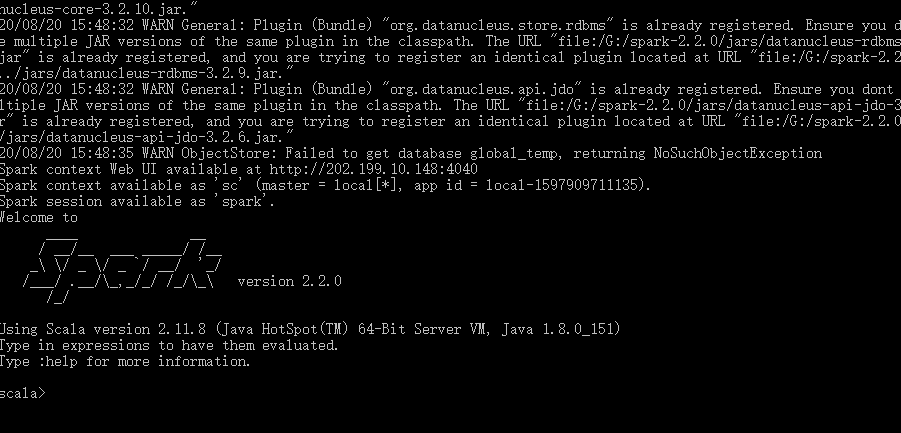 nucleus-core-3.2.10.jar."
20/08/20 15:48:32 WARN General: Plugin (Bundle) "org.datanucleus.store.rdbms" is already registered. Ensure you d
e multiple JAR versions of the same plugin in the classpath. The URL "file:/G:/spark-2.2.0/jars/datanucleus-rdbms
jar" is already registered, and you are trying to register an identical plugin located at URL "file:/G:/spark-2.2
../jars/datanucleus-rdbms-3.2.9.jar."
20/08/20 15:48:32 WARN General: Plugin (Bundle) "org.datanucleus.api.jdo" is already registered. Ensure you dont
ltiple JAR versions of the same plugin in the classpath. The URL "file:/G:/spark-2.2.0/jars/datanucleus-api-jdo-3
r" is already registered, and you are trying to register an identical plugin located at URL "file:/G:/spark-2.2.0
/jars/datanucleus-api-jdo-3.2.6.jar."
20/08/20 15:48:35 WARN ObjectStore: Failed to get database global_temp, returning NoSuchObjectException
Spark context Web UI available at http://202.199.10.148:4040
Spark context available as 'sc' (master = local[*], app id = local-1597909711135).
Spark session available as 'spark'.
Welcome to
Spark version 2.2.0
Using Scala version 2.11.8 (Java HotSpot(TM) 64-Bit Server VM, Java 1.8.0_151)
Type in expressions to have them evaluated.
Type :help for more information.
scala>